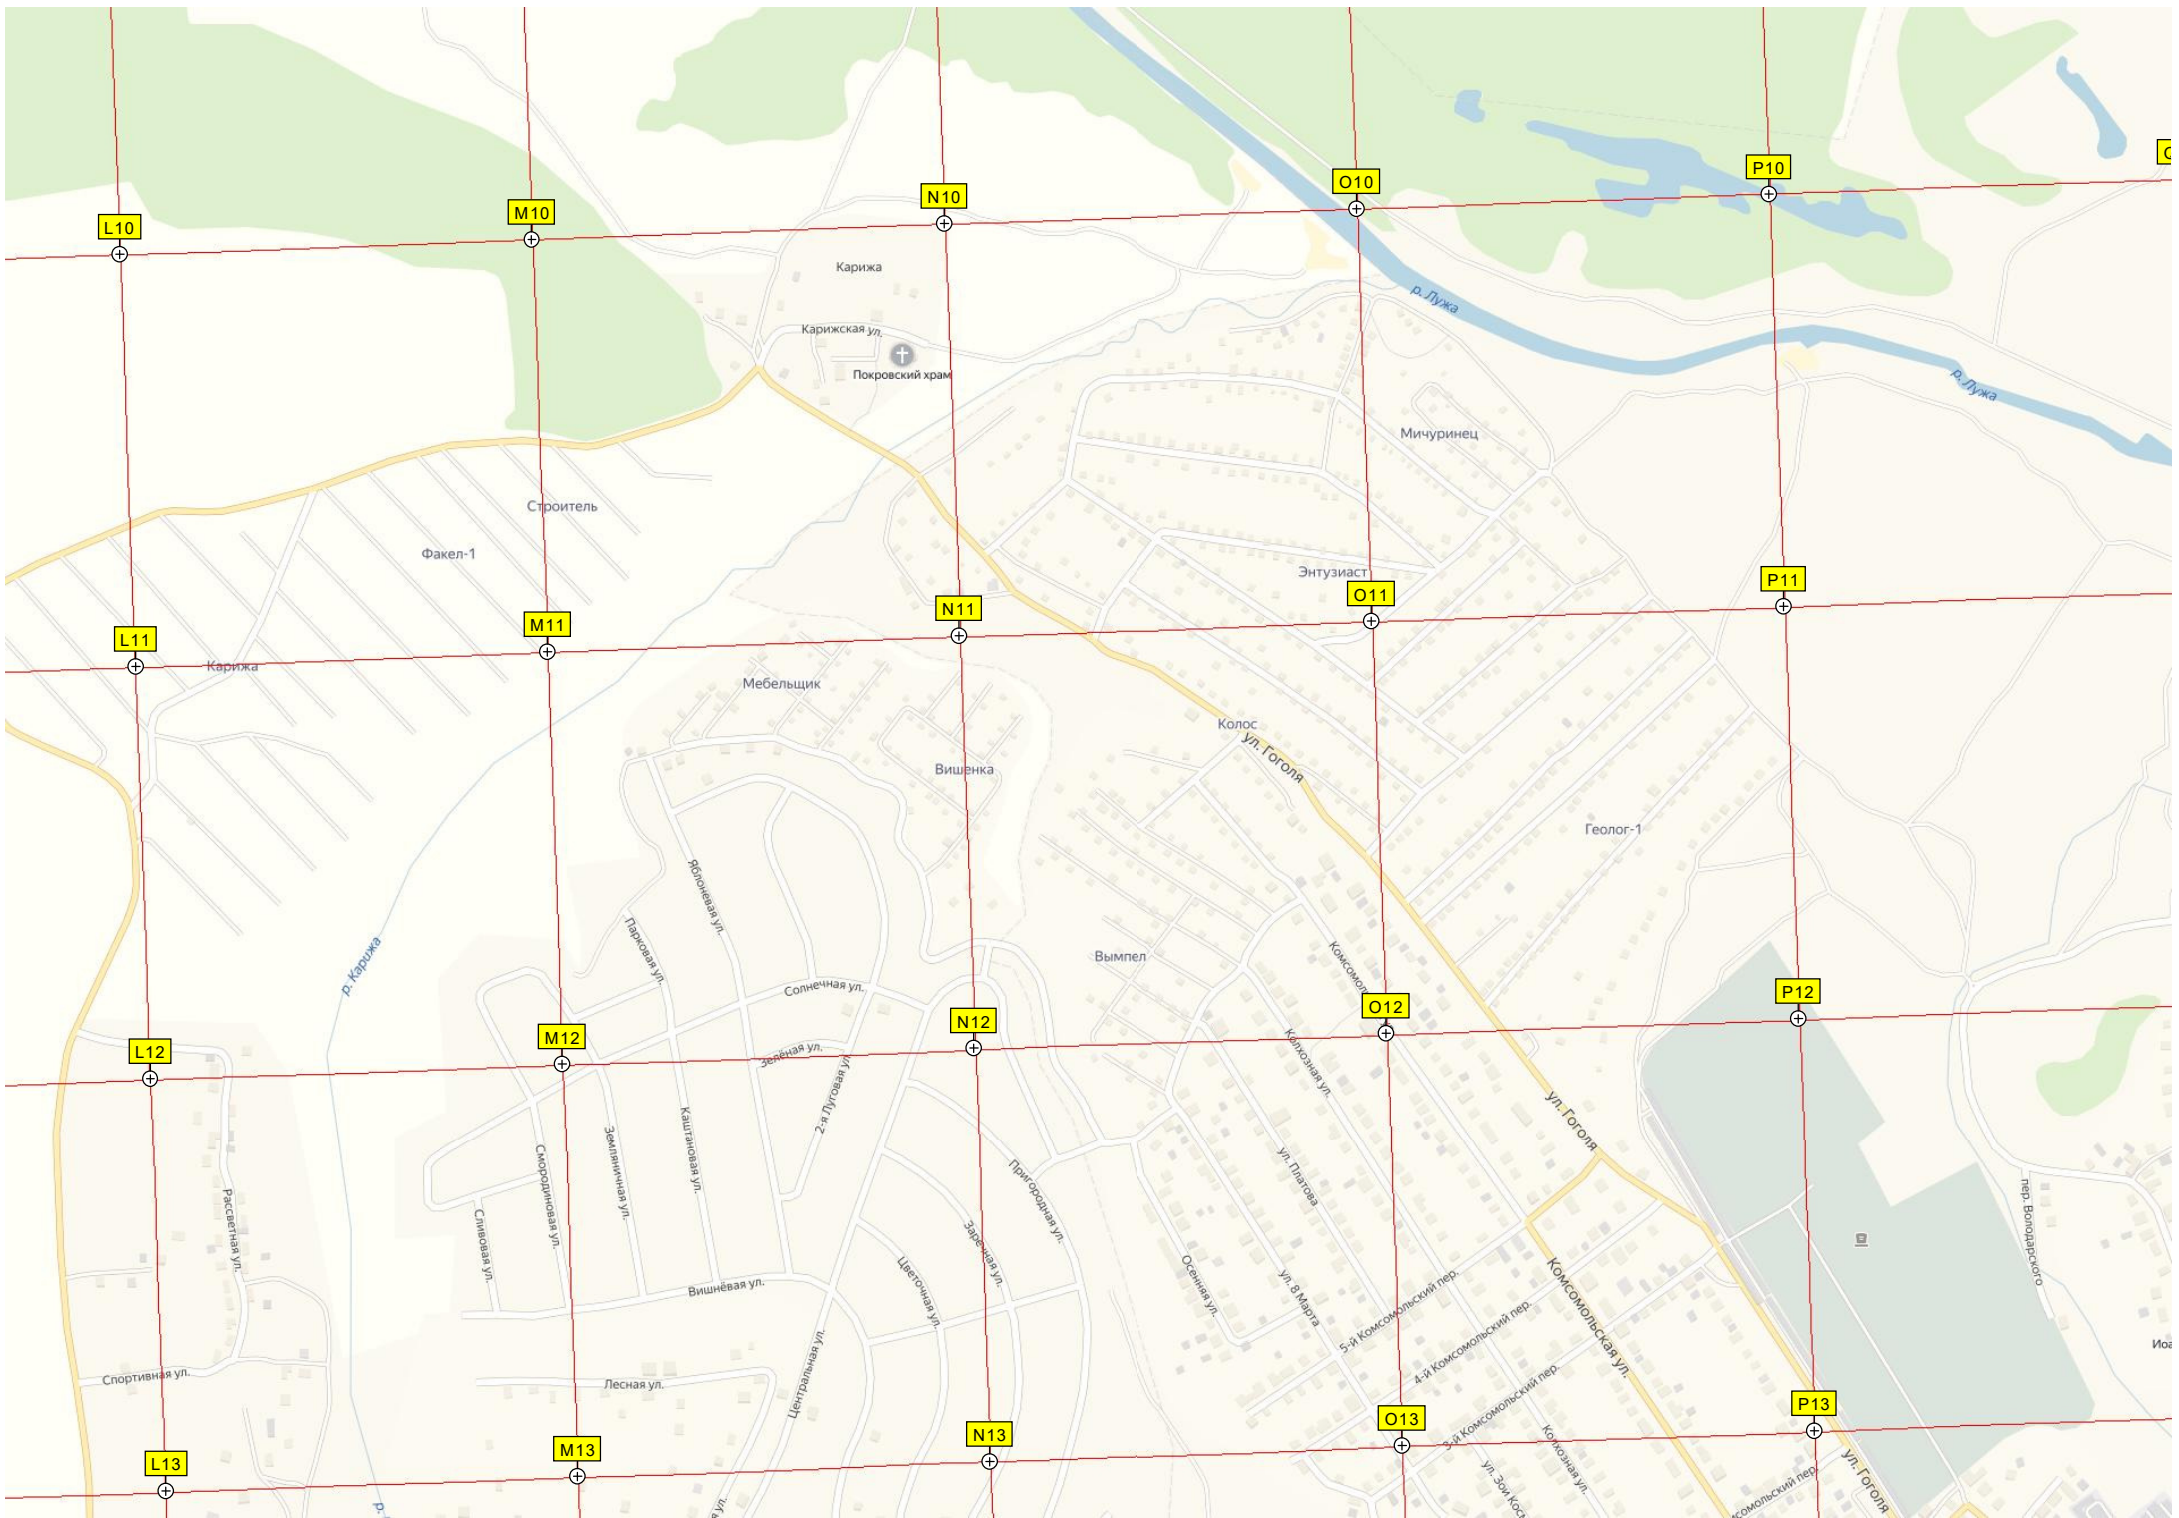 P10
O10
N10
M10
L10
Карижа
р. Лужа
Карижская ул.
Покровский храм
р. Лужа
Мичуринец
Строитель
Факел-1
Энтузиаст
P11
O11
N11
M11
L11
Карижа
Мебельщик
Колос
ул. Гоголя
Вишенка
Геолог-1
Яблоневая ул.
Парковая ул.
Вымпел
р. Карижа
Солнечная ул.
P12
O12
N12
M12
L12
Зелёная ул.
Колхозная ул.
2-я Луговая ул.
ул. Гоголя
Каштановая ул.
Земляничная ул.
Смородиновая ул.
ул. Платова
Пригородная ул.
Рассветная ул.
Сливовая ул.
Заречная ул.
пер. Володарского
Цветочная ул.
Осенняя ул.
ул. 8 Марта
Вишнёвая ул.
5-й Комсомольский пер.
Комсомольская ул.
4-й Комсомольский пер.
Центральная ул.
Спортивная ул.
Лесная ул.
3-й Комсомольский пер.
P13
O13
N13
M13
L13
Колхозная ул.
ул. Зои Кос
ул. Гоголя